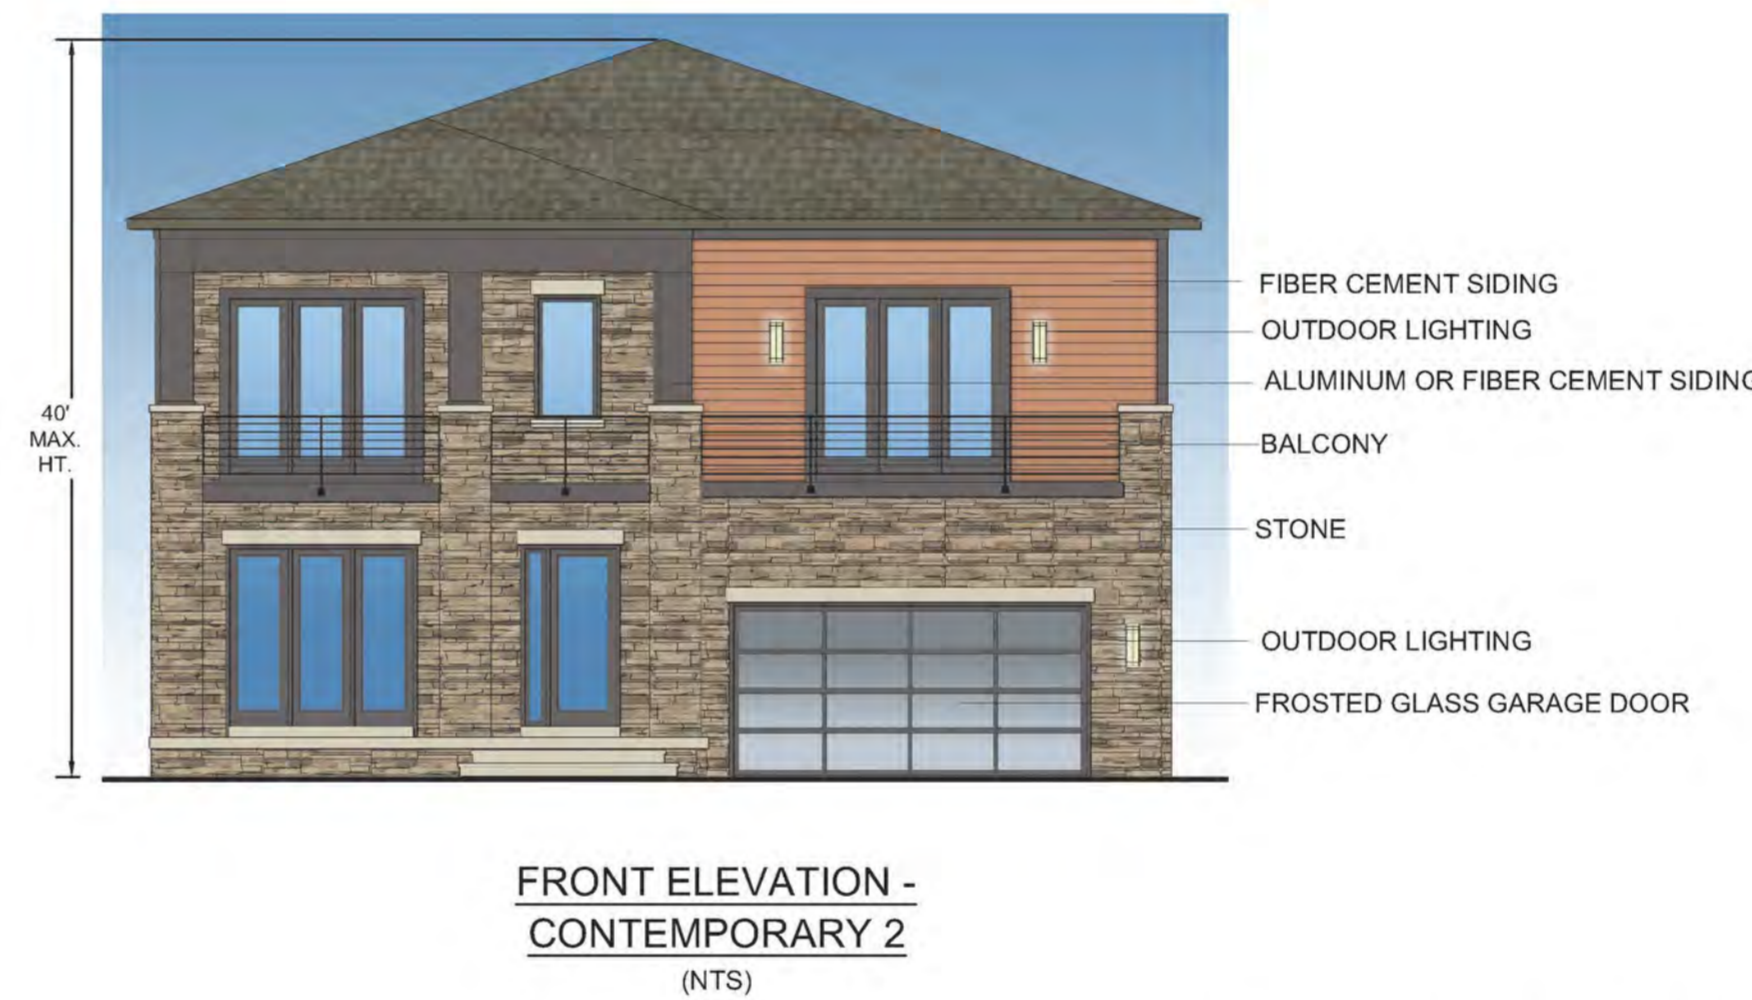 FIBER CEMENT SIDING
OUTDOOR LIGHTING
ALUMINUM OR FIBER CEMENT SIDING
40'
MAX.
HT.
BALCONY
STONE
OUTDOOR LIGHTING
FROSTED GLASS GARAGE DOOR
FRONT ELEVATION -
CONTEMPORARY 2
(NTS)